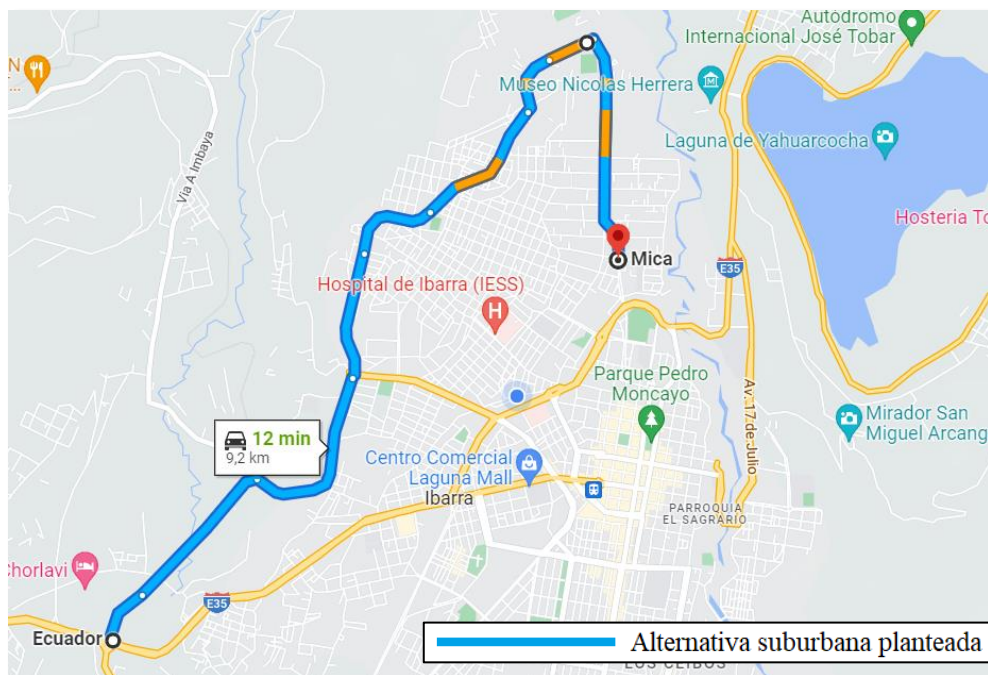 Autódromo
Internacional José Tobar
N
Museo Nicolas Herrera
Laguna de Yahuarcocha
Via A Imbaya
Hosteria To
Mica
E35
Hospital de Ibarra (IESS)
H
Parque Pedro
Moncayo
Av. 17 de Julio
Mirador San
Miguel Arcang
12 min
9,2 km
Centro Comercial
Laguna Mall
Ibarra
PARROQUIA
EL SAGRARIO
Chorlavi
E35
Ecuador
Alternativa suburbana planteada
LOS CEIBOS